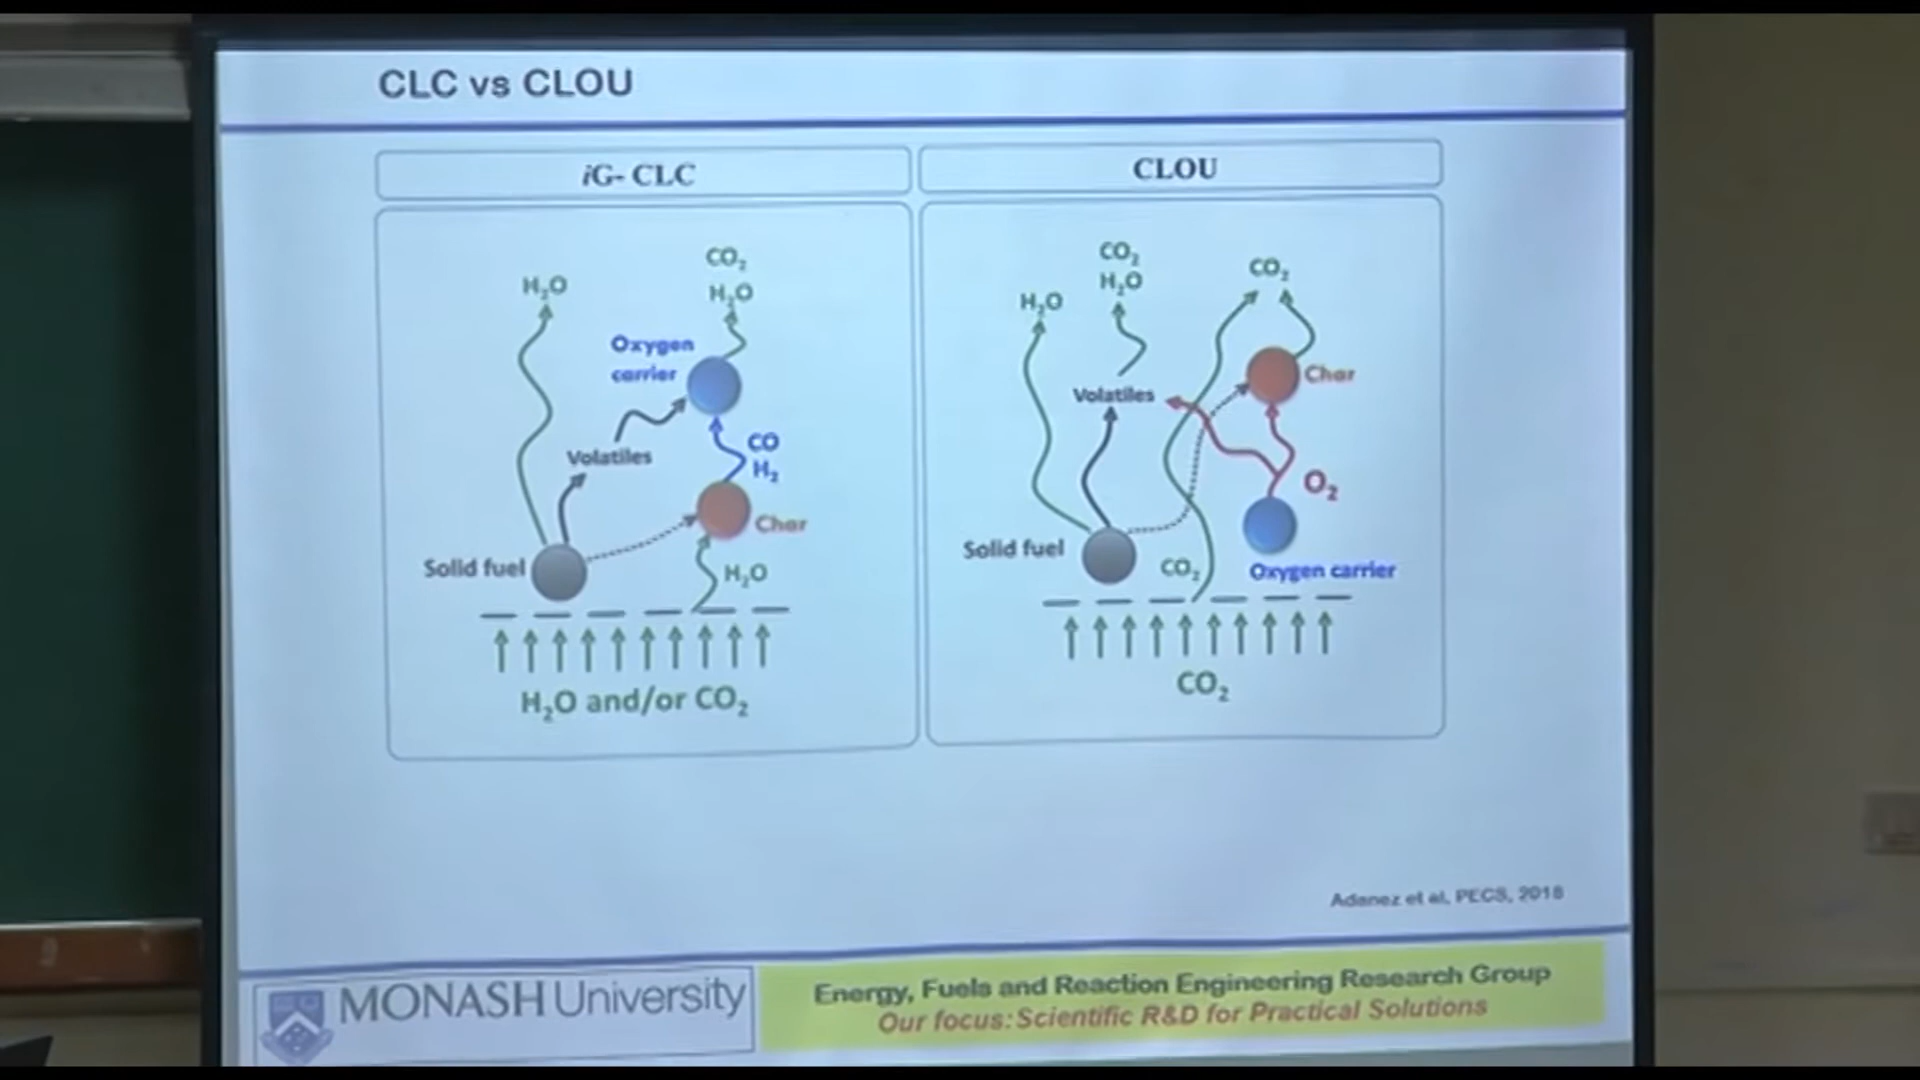 CLC vs CLOU
iG- CLC
CO₂
H₂O
H₂O
Oxygen
carrier
Volatiles
CO
H₂
Char
Solid fuel
H₂O
H₂O and/or CO₂
CLOU
CO₂
H₂O
CO₂
H₂O
Char
Volatiles
O₂
Solid fuel
CO₂
Oxygen carrier
CO₂
Adanez et al, PECS, 2018
MONASH University
Energy, Fuels and Reaction Engineering Research Group
Our focus: Scientific R&D for Practical Solutions